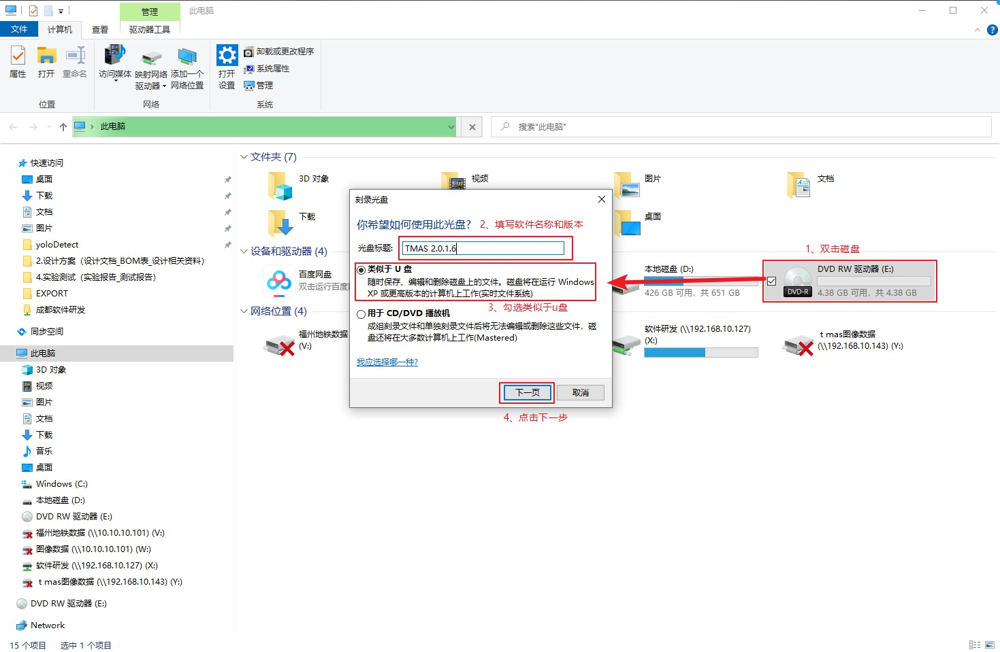 管理
此电脑
文件
计算机
查看
驱动器工具
属性
打开
重命名
位置
访问媒体
映射网络
驱动器
添加一个
网络位置
网络
打开
设置
卸载或更改程序
系统属性
管理
系统
此电脑
搜索"此电脑"
快速访问
桌面
下载
文档
图片
yoloDetect
2.设计方案（设计文档_BOM表_设计相关资料）
4.实验测试（实验报告_测试报告）
EXPORT
成都软件研发
同步空间
此电脑
3D 对象
视频
图片
文档
下载
音乐
桌面
Windows (C:)
本地磁盘 (D:)
DVD RW 驱动器 (E:)
福州地铁数据 (\\10.10.10.101) (V:)
图像数据 (\\10.10.10.101) (W:)
软件研发 (\\192.168.10.127) (X:)
t mas图像数据 (\\192.168.10.143) (Y:)
DVD RW 驱动器 (E:)
Network
文件夹 (7)
3D 对象
视频
图片
文档
下载
桌面
设备和驱动器 (4)
百度网盘
双击运行百度
本地磁盘 (D:)
426 GB 可用，共 651 GB
1、双击磁盘
DVD RW 驱动器 (E:)
DVD-R
4.38 GB 可用，共 4.38 GB
网络位置 (4)
福州地铁数据
(V:)
软件研发 (\\192.168.10.127)
(X:)
t mas图像数据
(\\192.168.10.143) (Y:)
刻录光盘
你希望如何使用此光盘?
2、填写软件名称和版本
光盘标题:
TMAS 2.0.1.6
类似于 U 盘
随时保存、编辑和删除磁盘上的文件。磁盘将在运行 Windows
XP 或更高版本的计算机上工作(实时文件系统)
3、勾选类似于u盘
用于 CD/DVD 播放机
成组刻录文件和单独刻录文件后将无法编辑或删除这些文件，磁
盘还将在大多数计算机上工作(Mastered)
我应选择哪一种?
下一页
取消
4、点击下一步
15 个项目
选中 1 个项目